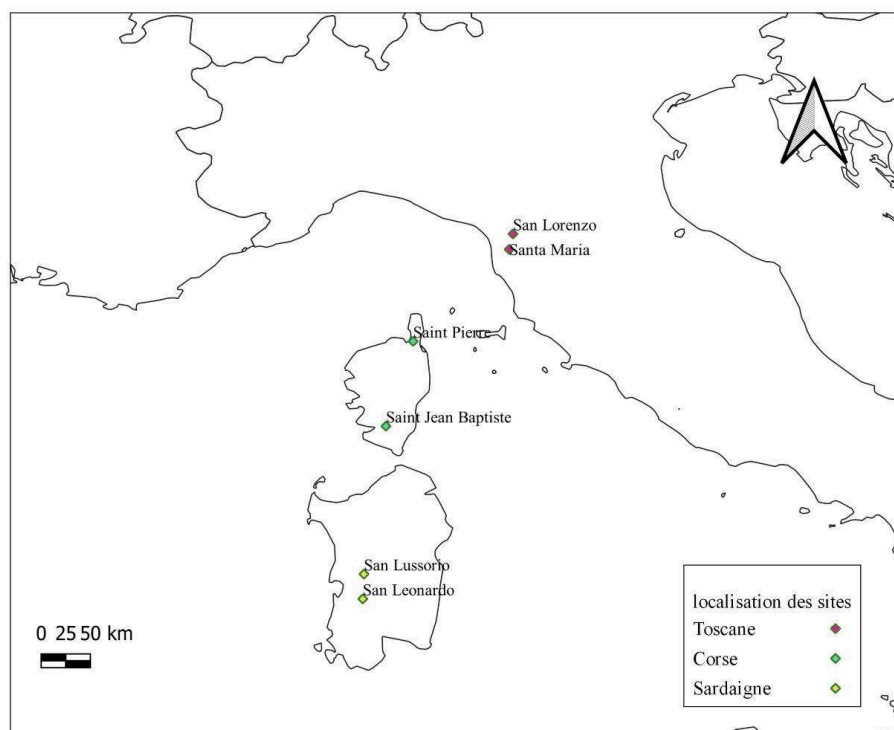 San Lorenzo
Santa Maria
Saint Pierre
Saint Jean Baptiste
San Lussorio
San Leonardo
0 25 50 km
localisation des sites
Toscane
Corse
Sardaigne